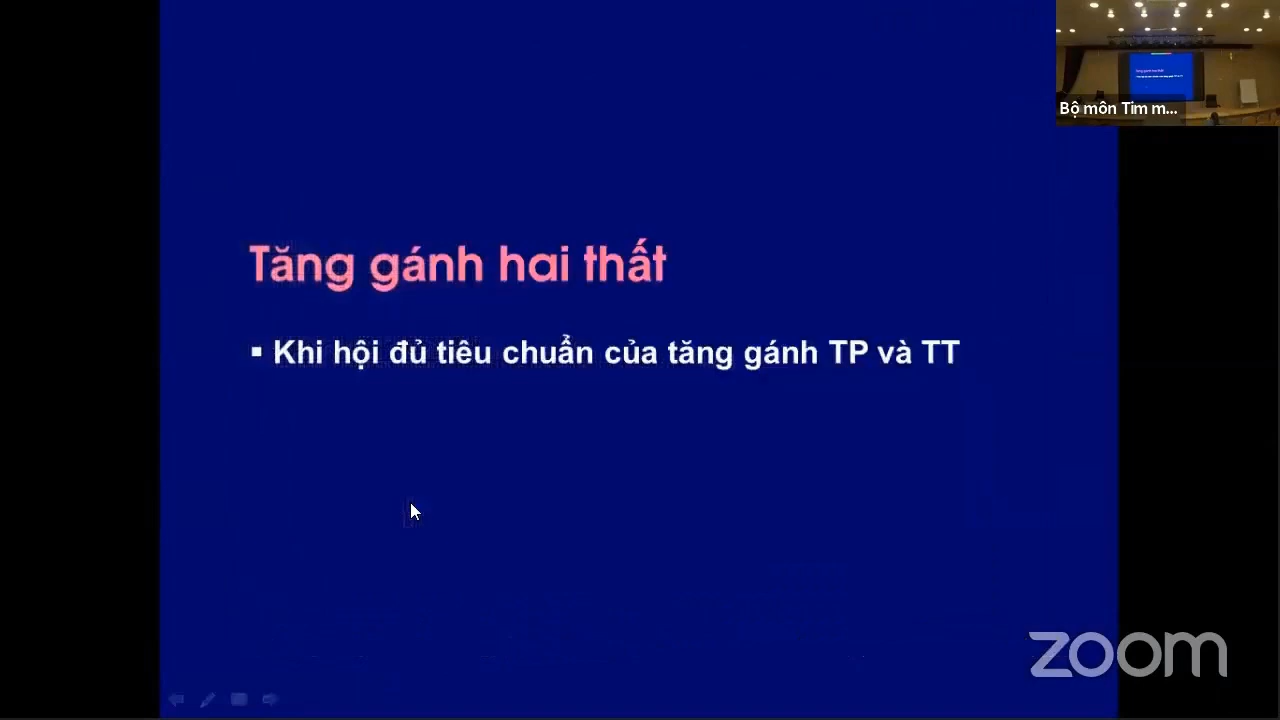 Bộ môn Tim m...
Tăng gánh hai thất
▪ Khi hội đủ tiêu chuẩn của tăng gánh TP và TT
zoom